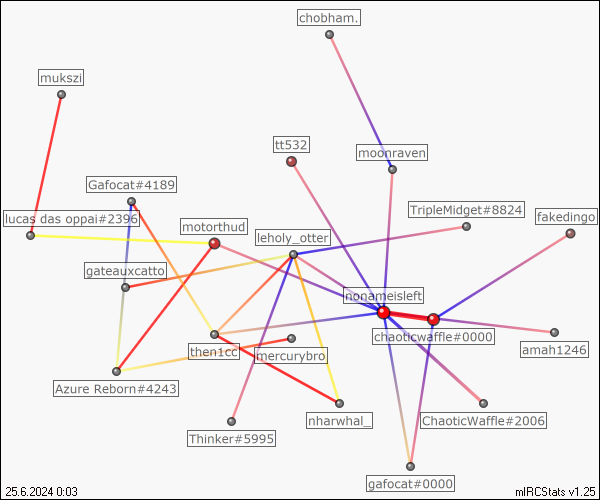 chobham.
mukszi
tt532
moonraven
Gafocat#4189
TripleMidget#8824
lucas das oppai#2396
fakedingo
motorthud
leholy_otter
gateauxcatto
nonameisleft
chaoticwaffle#0000
then1cc
mercurybro
amah1246
Azure Reborn#4243
nharwhal_
ChaoticWaffle#2006
Thinker#5995
gafocat#0000
25.6.2024 0:03
mIRCStats v1.25